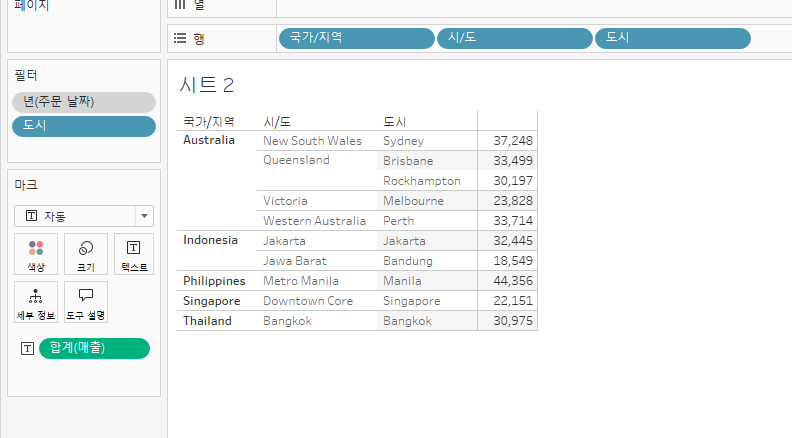 페이지
열
행
국가/지역 시/도 도시
필터
년(주문 날짜)
도시
마크
자동
색상 크기 텍스트
세부 정보 도구 설명
합계(매출)
시트 2
국가/지역 시/도 도시
Australia New South Wales Sydney 37,248
Queensland Brisbane 33,499
Rockhampton 30,197
Victoria Melbourne 23,828
Western Australia Perth 33,714
Indonesia Jakarta Jakarta 32,445
Jawa Barat Bandung 18,549
Philippines Metro Manila Manila 44,356
Singapore Downtown Core Singapore 22,151
Thailand Bangkok Bangkok 30,975